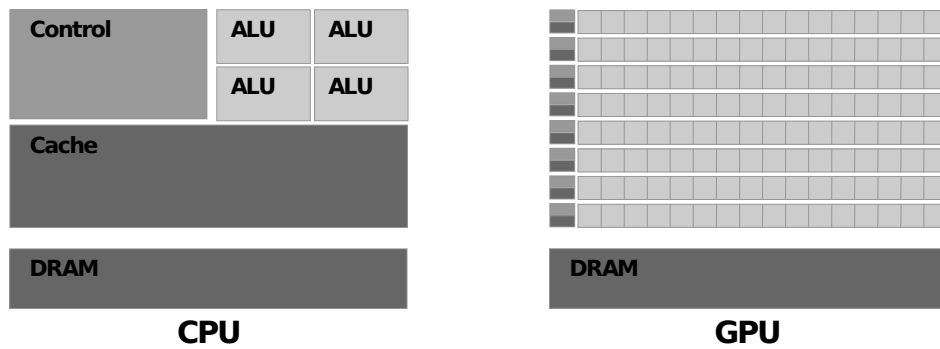 Control
ALU ALU
ALU ALU
Cache
DRAM
CPU
DRAM
GPU